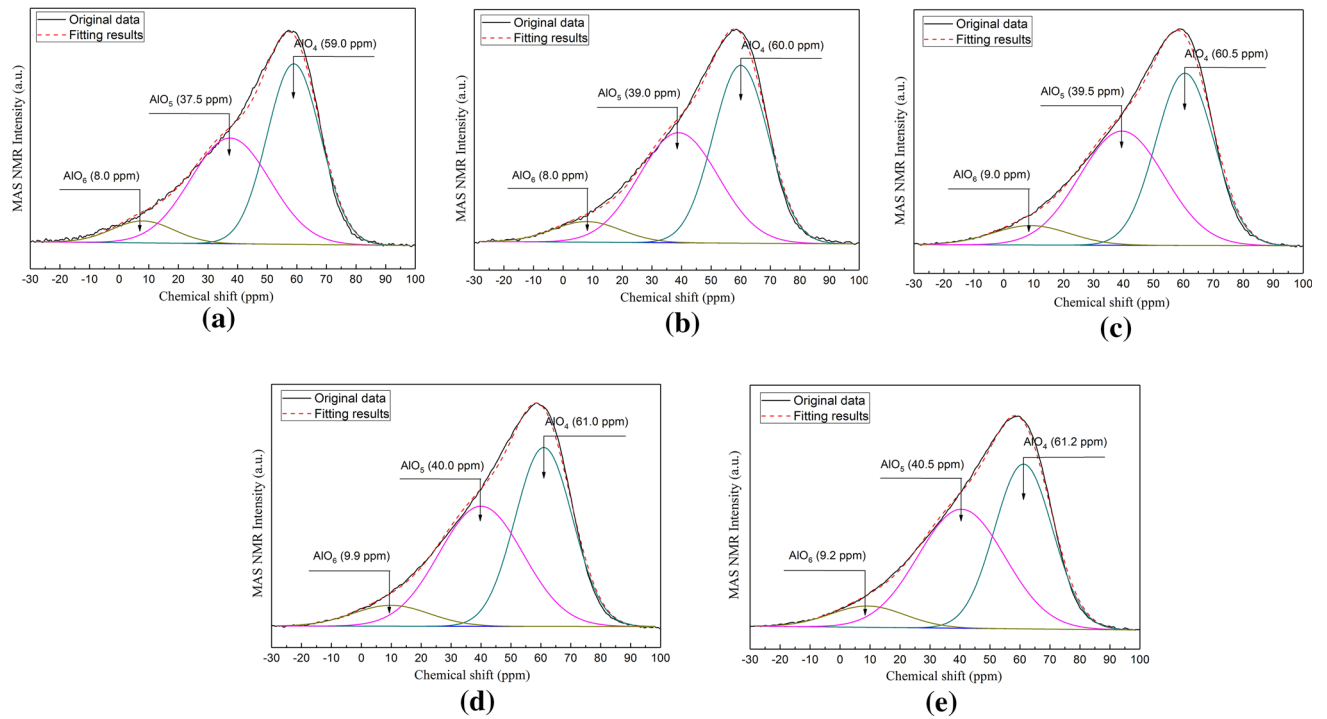 Original data
Fitting results
AlO4 (59.0 ppm)
AlO5 (37.5 ppm)
AlO6 (8.0 ppm)
MAS NMR Intensity (a.u.)
-30 -20 -10 0 10 20 30 40 50 60 70 80 90 100
Chemical shift (ppm)
(a)
Original data
Fitting results
AlO4 (60.0 ppm)
AlO5 (39.0 ppm)
AlO6 (8.0 ppm)
MAS NMR Intensity (a.u.)
-30 -20 -10 0 10 20 30 40 50 60 70 80 90 100
Chemical shift (ppm)
(b)
Original data
Fitting results
AlO4 (60.5 ppm)
AlO5 (39.5 ppm)
AlO6 (9.0 ppm)
MAS NMR Intensity (a.u.)
-30 -20 -10 0 10 20 30 40 50 60 70 80 90 100
Chemical shift (ppm)
(c)
Original data
Fitting results
AlO4 (61.0 ppm)
AlO5 (40.0 ppm)
AlO6 (9.9 ppm)
MAS NMR Intensity (a.u.)
-30 -20 -10 0 10 20 30 40 50 60 70 80 90 100
Chemical shift (ppm)
(d)
Original data
Fitting results
AlO4 (61.2 ppm)
AlO5 (40.5 ppm)
AlO6 (9.2 ppm)
MAS NMR Intensity (a.u.)
-30 -20 -10 0 10 20 30 40 50 60 70 80 90 100
Chemical shift (ppm)
(e)